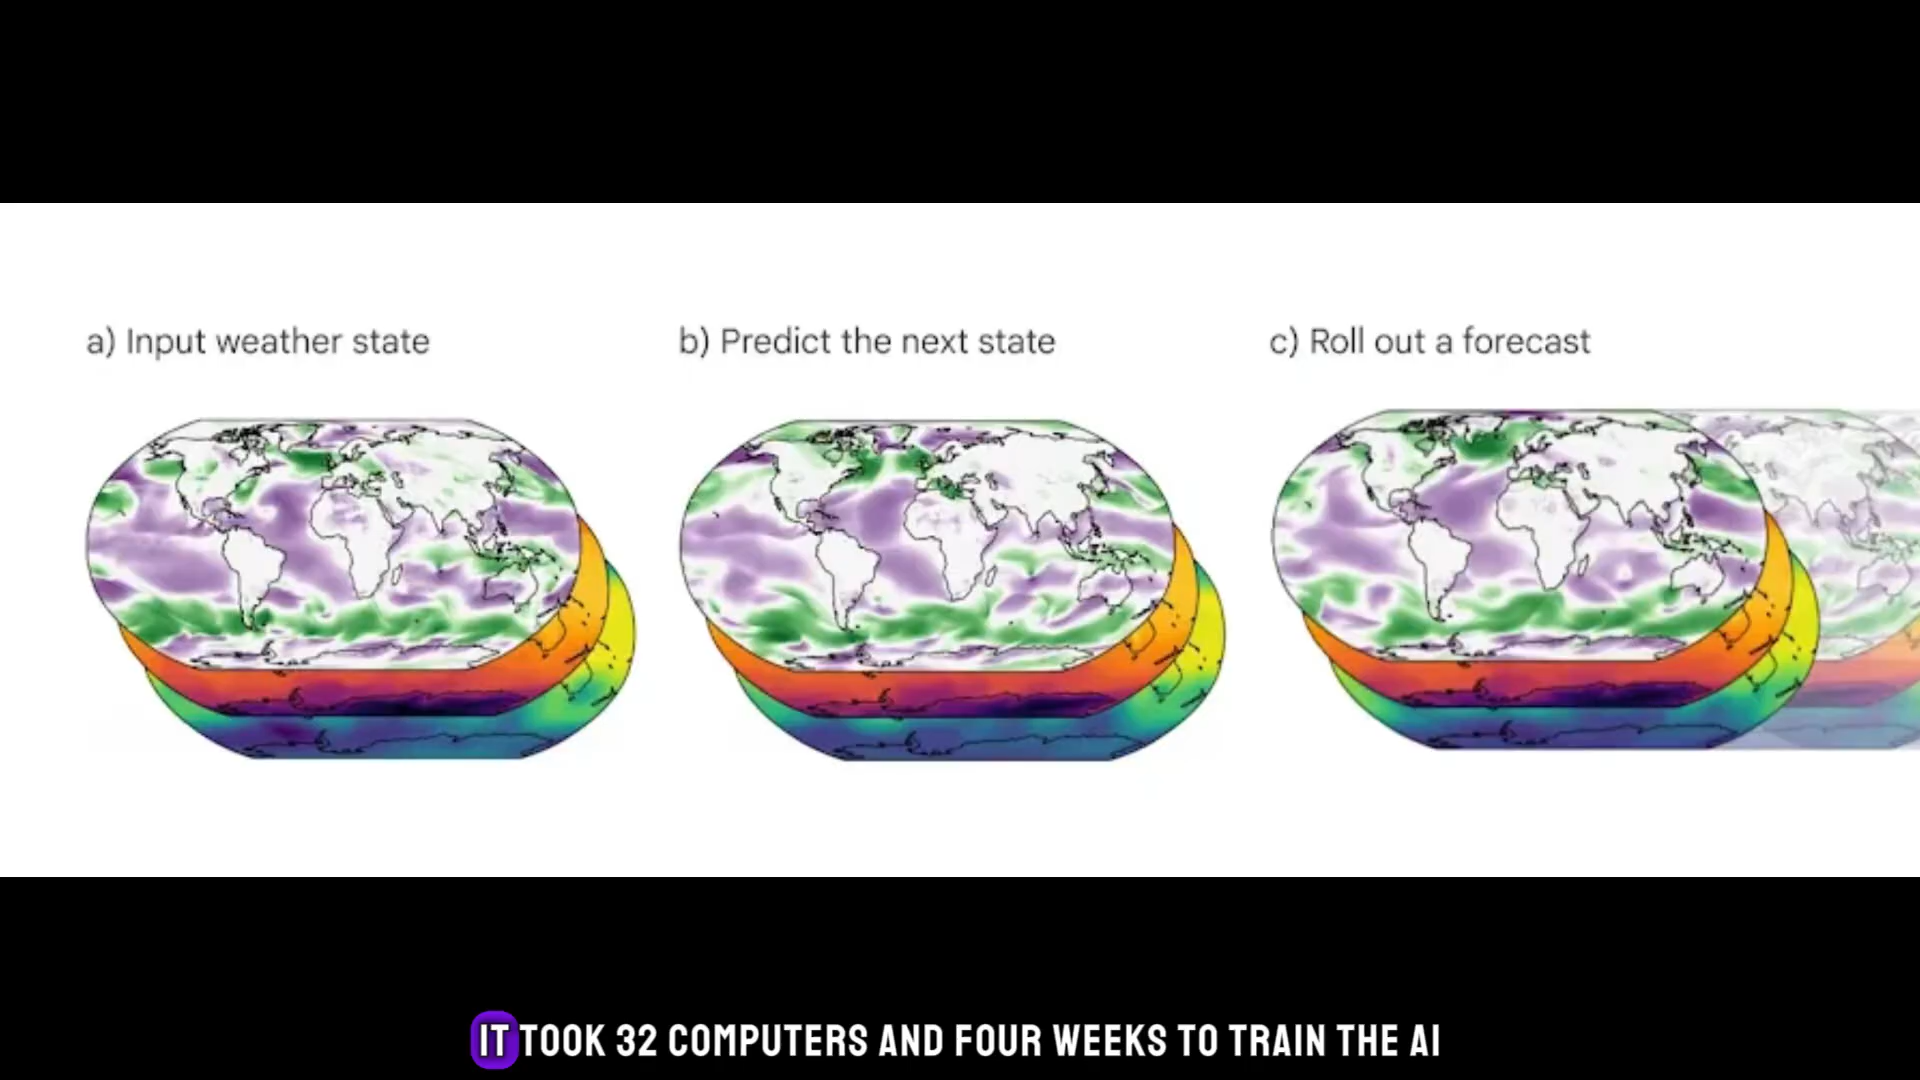 a) Input weather state
b) Predict the next state
c) Roll out a forecast
IT TOOK 32 COMPUTERS AND FOUR WEEKS TO TRAIN THE AI